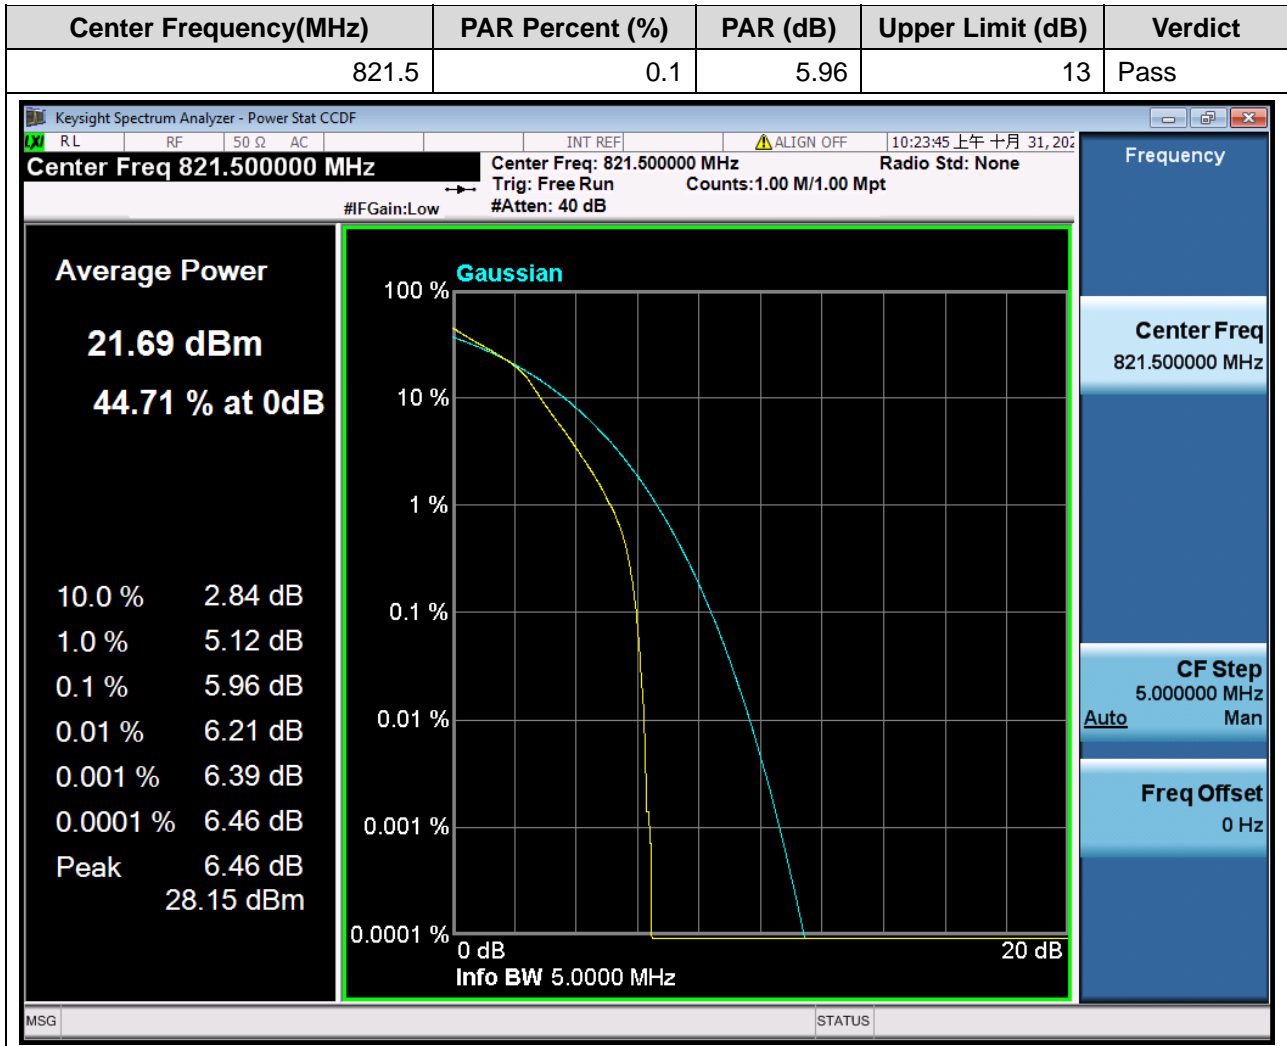 Center Frequency(MHz) PAR Percent (%) PAR (dB) Upper Limit (dB) Verdict
821.5 0.1 5.96 13 Pass
Keysight Spectrum Analyzer - Power Stat CCDF
LXI RL RF 50 Ω AC INT REF ALIGN OFF 10:23:45 上午 十月 31, 202
Center Freq 821.500000 MHz
Center Freq: 821.500000 MHz Radio Std: None
Trig: Free Run Counts:1.00 M/1.00 Mpt
#IFGain:Low #Atten: 40 dB
Average Power
21.69 dBm
44.71 % at 0dB
10.0 % 2.84 dB
1.0 % 5.12 dB
0.1 % 5.96 dB
0.01 % 6.21 dB
0.001 % 6.39 dB
0.0001 % 6.46 dB
Peak 6.46 dB
28.15 dBm
Gaussian
100 %
10 %
1 %
0.1 %
0.01 %
0.001 %
0.0001 %
0 dB 20 dB
Info BW 5.0000 MHz
Frequency
Center Freq
821.500000 MHz
CF Step
5.000000 MHz
Auto Man
Freq Offset
0 Hz
MSG STATUS